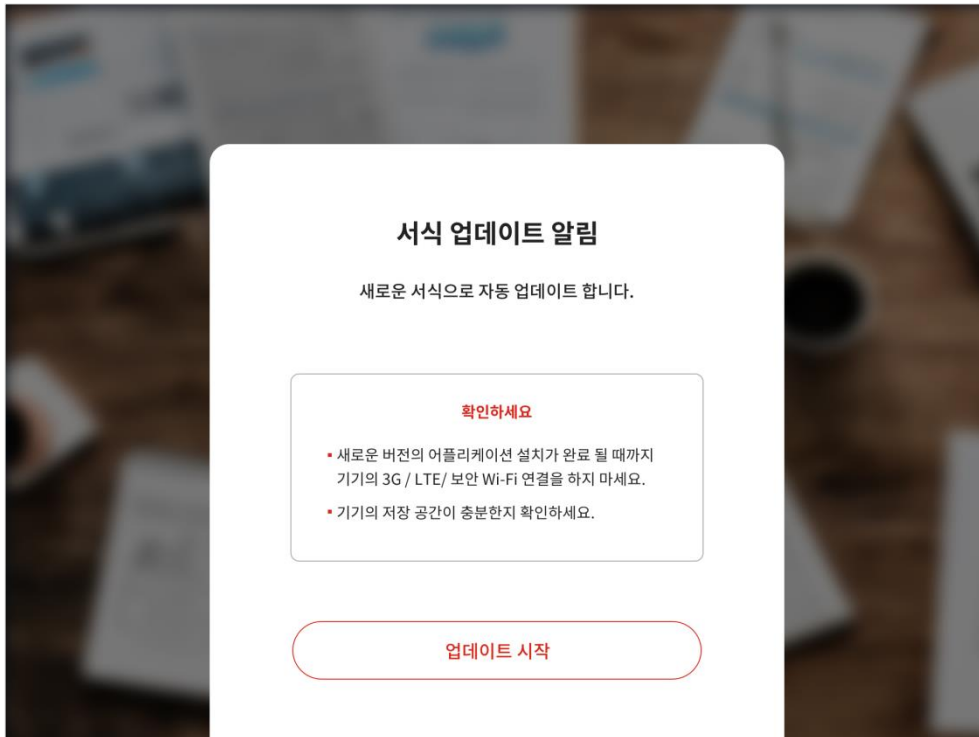 서식 업데이트 알림
새로운 서식으로 자동 업데이트 합니다.
확인하세요
▪ 새로운 버전의 어플리케이션 설치가 완료 될 때까지
기기의 3G / LTE/ 보안 Wi-Fi 연결을 하지 마세요.
▪ 기기의 저장 공간이 충분한지 확인하세요.
업데이트 시작